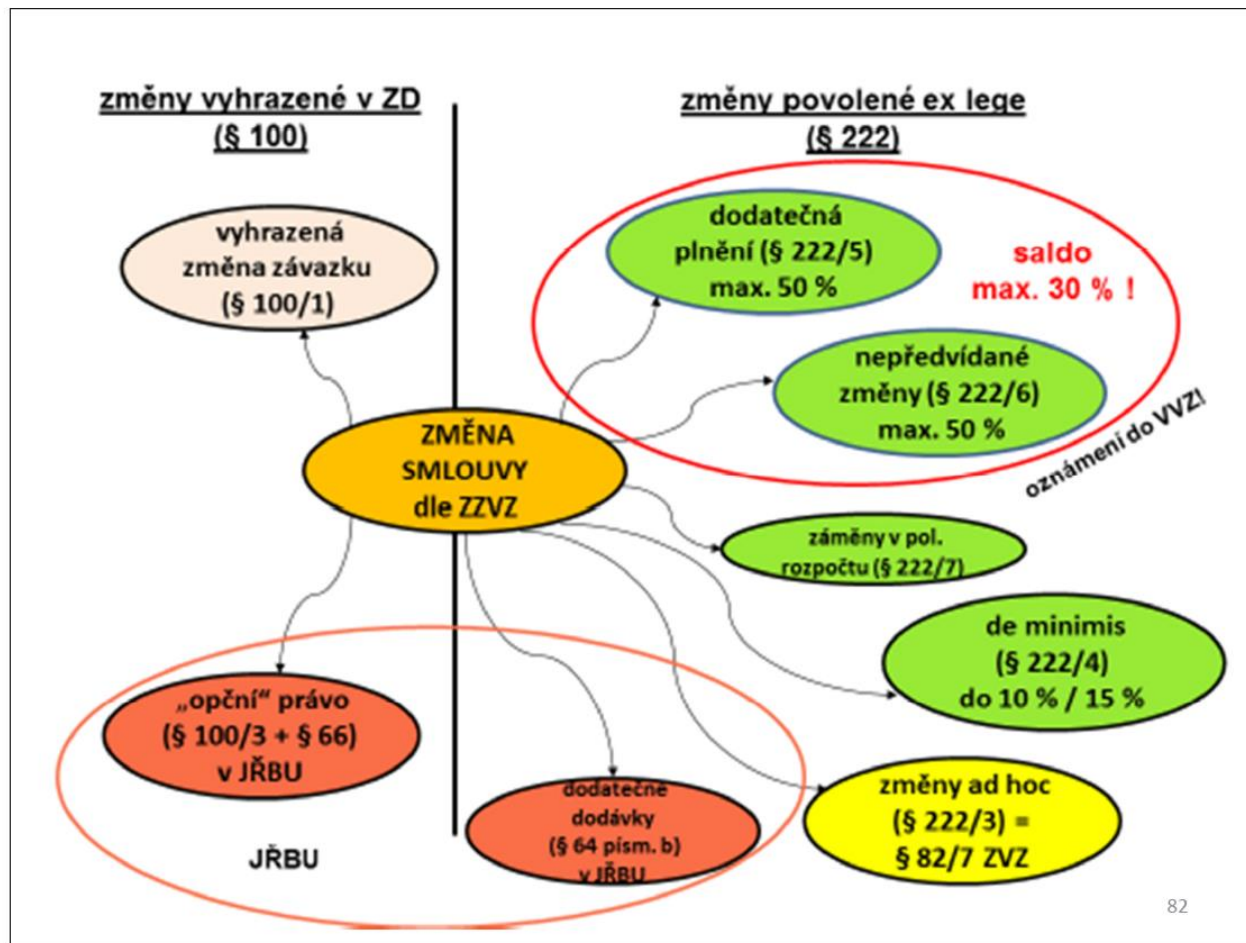 změny vyhrazené v ZD
(§ 100)
změny povolené ex lege
(§ 222)
vyhrazená
změna závazku
(§ 100/1)
dodatečná
plnění (§ 222/5)
max. 50 %
saldo
max. 30 % !
nepředvídané
změny (§ 222/6)
max. 50 %
oznámení do VVZ!
ZMĚNA
SMLOUVY
dle ZZVZ
záměny v pol.
rozpočtu (§ 222/7)
de minimis
(§ 222/4)
do 10 % / 15 %
„opční“ právo
(§ 100/3 + § 66)
v JŘBU
dodatečné
dodávky
(§ 64 písm. b)
v JŘBU
změny ad hoc
(§ 222/3) =
§ 82/7 ZVZ
JŘBU
82